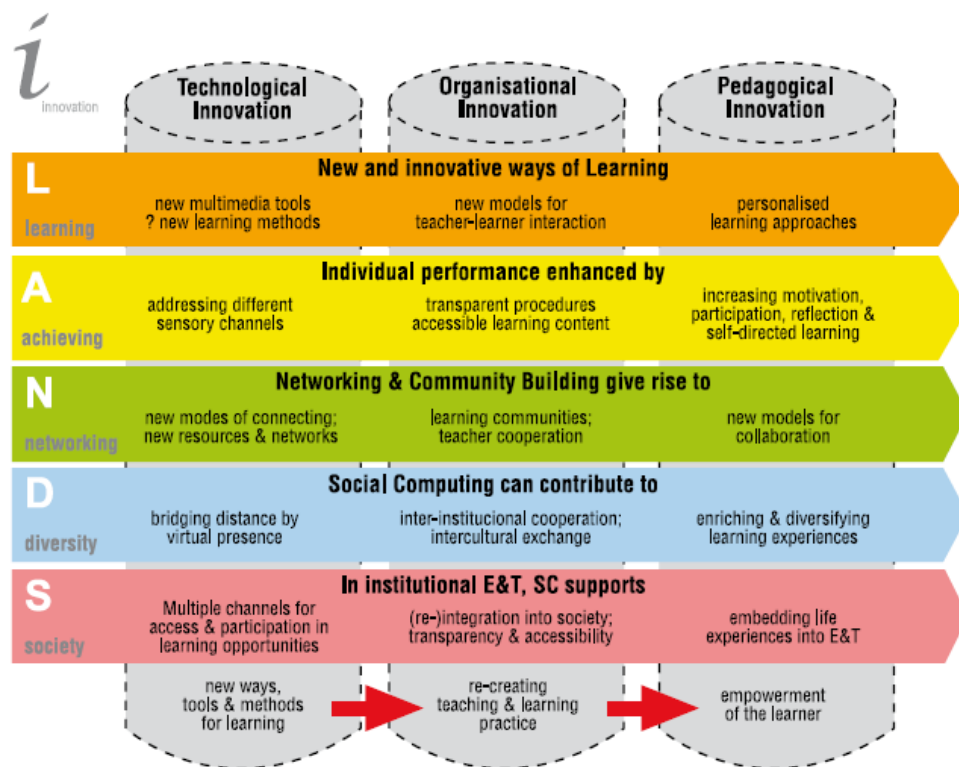 i
innovation
Technological
Innovation
Organisational
Innovation
Pedagogical
Innovation
L
learning
New and innovative ways of Learning
new multimedia tools
? new learning methods
new models for
teacher-learner interaction
personalised
learning approaches
A
achieving
Individual performance enhanced by
addressing different
sensory channels
transparent procedures
accessible learning content
increasing motivation,
participation, reflection &
self-directed learning
N
networking
Networking & Community Building give rise to
new modes of connecting;
new resources & networks
learning communities;
teacher cooperation
new models for
collaboration
D
diversity
Social Computing can contribute to
bridging distance by
virtual presence
inter-institucional cooperation;
intercultural exchange
enriching & diversifying
learning experiences
S
society
In institutional E&T, SC supports
Multiple channels for
access & participation in
learning opportunities
(re-)integration into society;
transparency & accessibility
embedding life
experiences into E&T
new ways,
tools & methods
for learning
re-creating
teaching & learning
practice
empowerment
of the learner